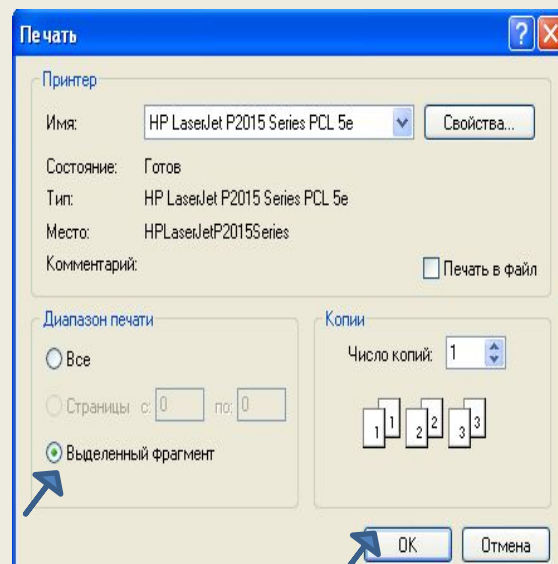 Печать
Принтер
Имя: HP LaserJet P2015 Series PCL 5e Свойства...
Состояние: Готов
Тип: HP LaserJet P2015 Series PCL 5e
Место: HPLaserJetP2015Series
Комментарий: Печать в файл
Диапазон печати
Все
Страницы с: 0 по: 0
Выделенный фрагмент
Копии
Число копий: 1
1 1 2 2 3 3
OK Отмена